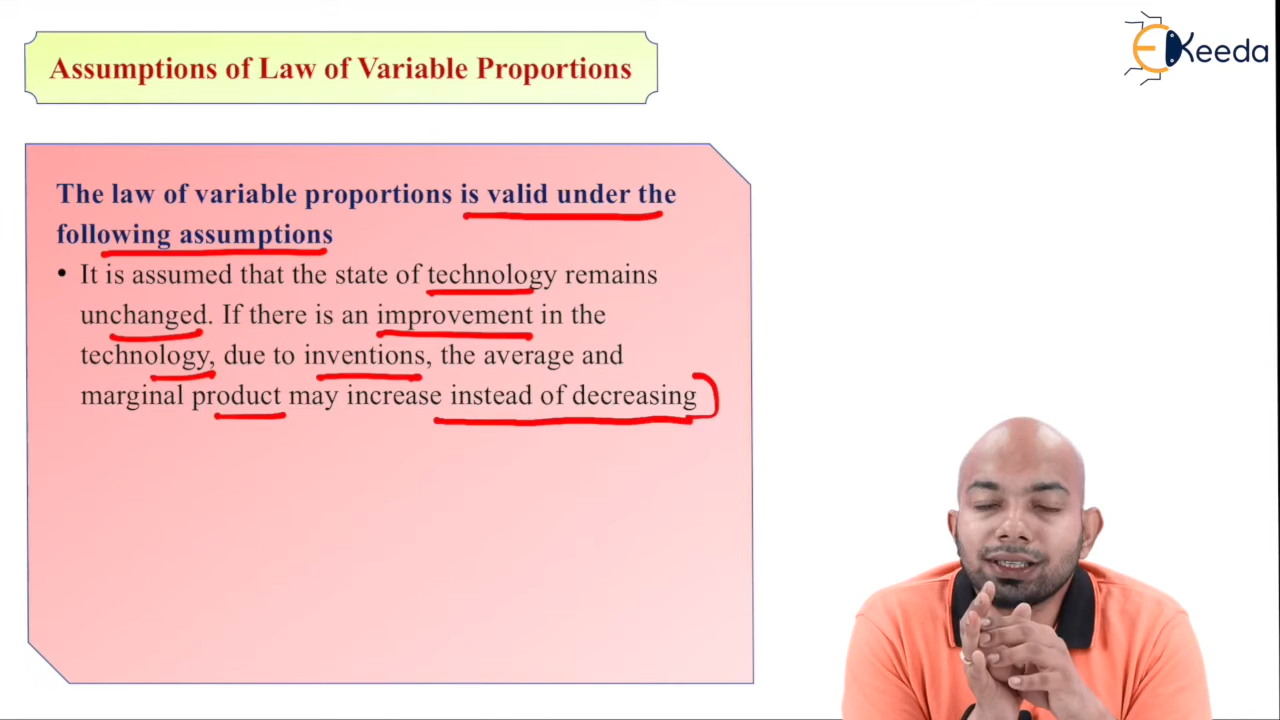 Assumptions of Law of Variable Proportions
EKeeda
The law of variable proportions is valid under the
following assumptions
• It is assumed that the state of technology remains
unchanged. If there is an improvement in the
technology, due to inventions, the average and
marginal product may increase instead of decreasing